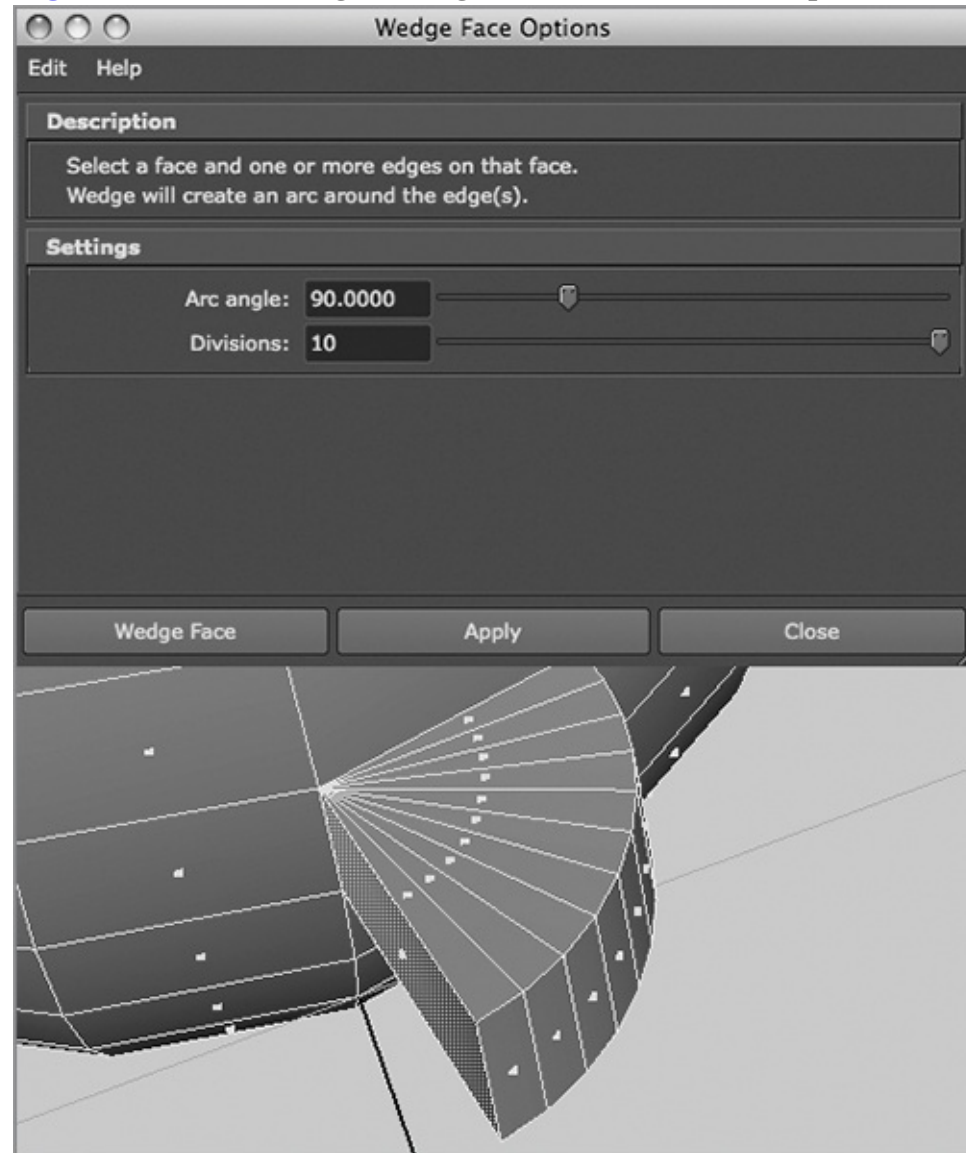 Wedge Face Options
Edit Help
Description
Select a face and one or more edges on that face.
Wedge will create an arc around the edge(s).
Settings
Arc angle: 90.0000
Divisions: 10
Wedge Face Apply Close